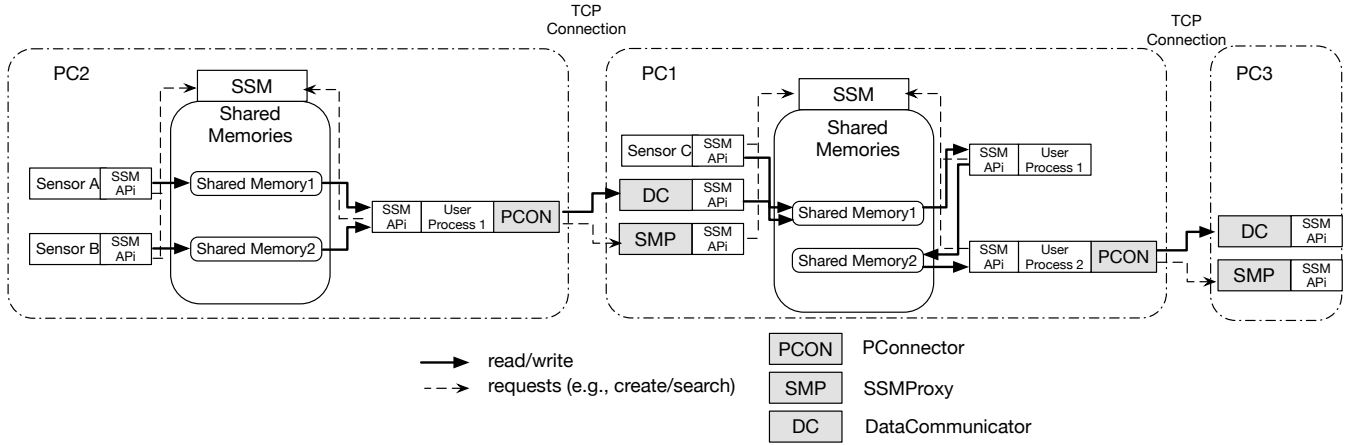 TCP
Connection
TCP
Connection
PC2
SSM
Shared
Memories
Sensor A
SSM
APi
Shared Memory1
Sensor B
SSM
APi
Shared Memory2
SSM
APi
User
Process 1
PCON
PC1
SSM
Shared
Memories
Sensor C
SSM
APi
DC
SSM
APi
SMP
SSM
APi
Shared Memory1
Shared Memory2
SSM
APi
User
Process 1
SSM
APi
User
Process 2
PCON
PC3
DC
SSM
APi
SMP
SSM
APi
read/write
requests (e.g., create/search)
PCON
PConnector
SMP
SSMProxy
DC
DataCommunicator